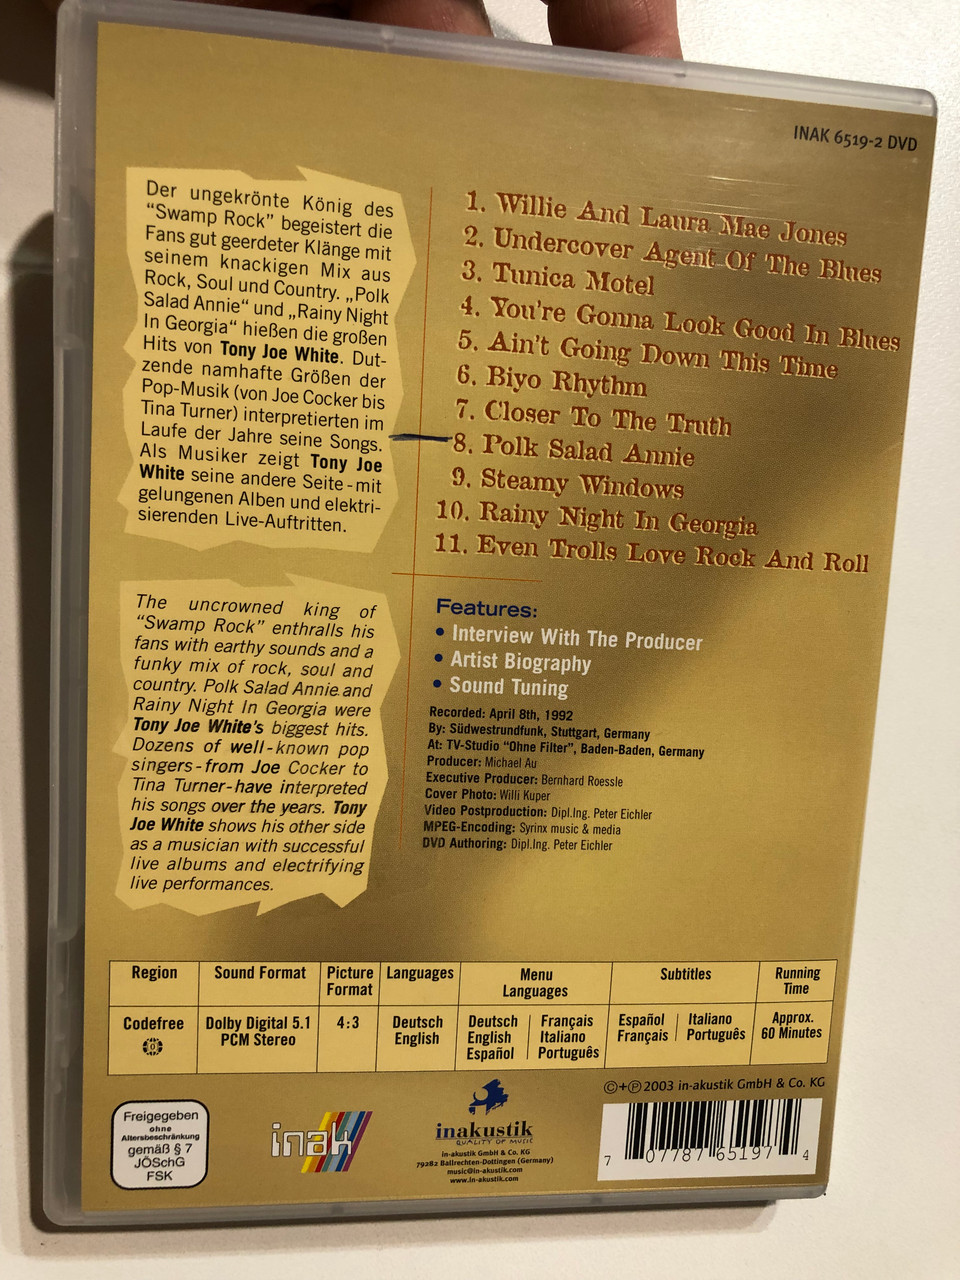 INAK 6519-2 DVD
Der ungekrönte König des
“Swamp Rock” begeistert die
Fans gut geerdeter Klänge mit
seinem knackigen Mix aus
Rock, Soul und Country. „Polk
Salad Annie“ und „Rainy Night
In Georgia“ hießen die großen
Hits von Tony Joe White. Dut-
zende namhafte Größen der
Pop-Musik (von Joe Cocker bis
Tina Turner) interpretierten im
Laufe der Jahre seine Songs.
Als Musiker zeigt Tony Joe
White seine andere Seite - mit
gelungenen Alben und elektri-
sierenden Live-Auftritten.
The uncrowned king of
“Swamp Rock” enthralls his
fans with earthy sounds and a
funky mix of rock, soul and
country. Polk Salad Annie and
Rainy Night In Georgia were
Tony Joe White's biggest hits.
Dozens of well-known pop
singers-from Joe Cocker to
Tina Turner-have interpreted
his songs over the years. Tony
Joe White shows his other side
as a musician with successful
live albums and electrifying
live performances.
1. Willie And Laura Mae Jones
2. Undercover Agent Of The Blues
3. Tunica Motel
4. You're Gonna Look Good In Blues
5. Ain't Going Down This Time
6. Biyo Rhythm
7. Closer To The Truth
8. Polk Salad Annie
9. Steamy Windows
10. Rainy Night In Georgia
11. Even Trolls Love Rock And Roll
Features:
• Interview With The Producer
• Artist Biography
• Sound Tuning
Recorded: April 8th, 1992
By: Südwestrundfunk, Stuttgart, Germany
At: TV-Studio “Ohne Filter”, Baden-Baden, Germany
Producer: Michael Au
Executive Producer: Bernhard Roessle
Cover Photo: Willi Kuper
Video Postproduction: Dipl.Ing. Peter Eichler
MPEG-Encoding: Syrinx music & media
DVD Authoring: Dipl.Ing. Peter Eichler
Region
Codefree
0
Sound Format
Dolby Digital 5.1
PCM Stereo
Picture
Format
4:3
Languages
Deutsch
English
Menu
Languages
Deutsch
English
Español
Français
Italiano
Português
Subtitles
Español
Français
Italiano
Português
Running
Time
Approx.
60 Minutes
©+℗2003 in-akustik GmbH & Co. KG
Freigegeben
ohne
Altersbeschränkung
gemäß § 7
JÖSchG
FSK
inak
inakustik
QUALITY OF MUSIC
in-akustik GmbH & Co. KG
79282 Ballrechten-Dottingen (Germany)
music@in-akustik.com
www.in-akustik.com
7 07787 65197 4